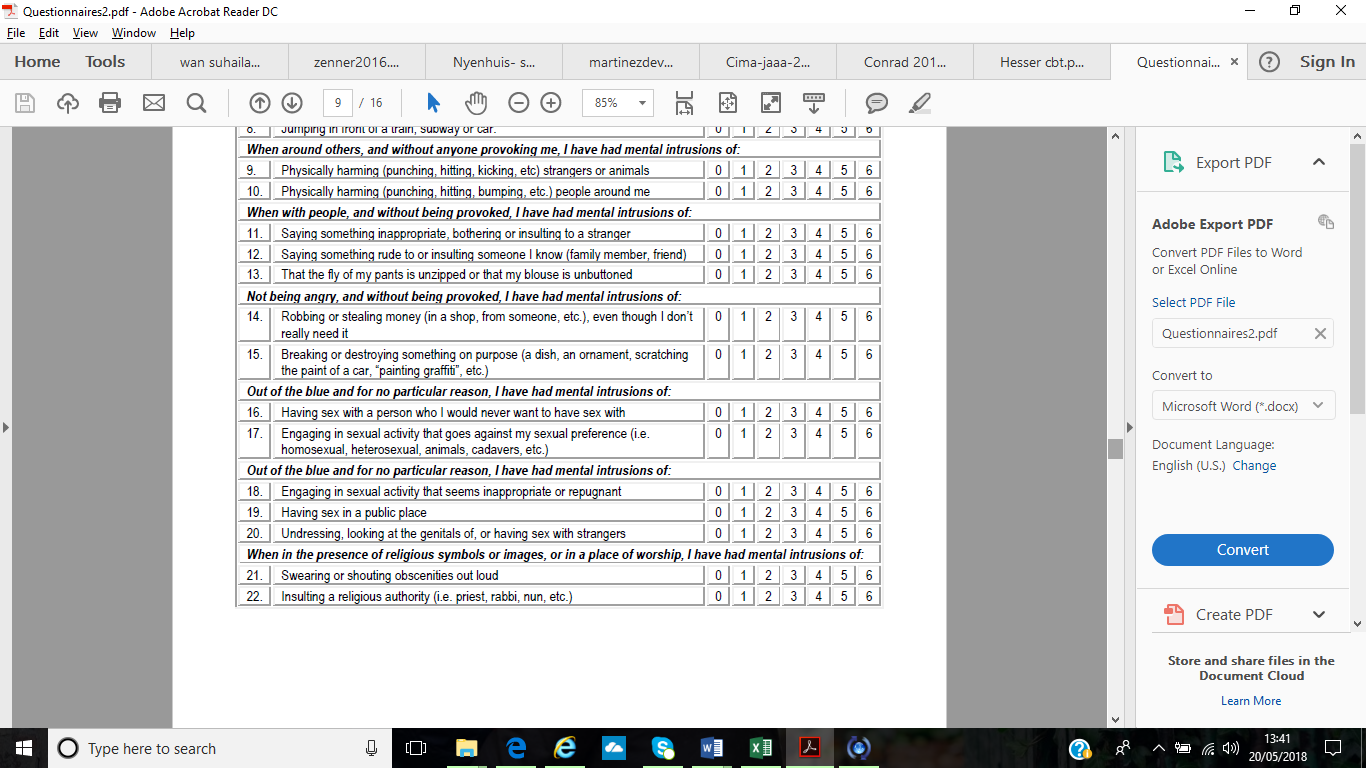 Questionnaires2.pdf - Adobe Acrobat Reader DC
File Edit View Window Help
Home Tools wan suhaila... zenner2016.... Nyenhuis- s... martinezdev... Cima-jaaa-2... Conrad 201... Hesser cbt.p... Questionnai... × ? Sign In
9 / 16 85%
8. Jumping in front of a train, subway or car. 0 1 2 3 4 5 6
When around others, and without anyone provoking me, I have had mental intrusions of:
9. Physically harming (punching, hitting, kicking, etc) strangers or animals 0 1 2 3 4 5 6
10. Physically harming (punching, hitting, bumping, etc.) people around me 0 1 2 3 4 5 6
When with people, and without being provoked, I have had mental intrusions of:
11. Saying something inappropriate, bothering or insulting to a stranger 0 1 2 3 4 5 6
12. Saying something rude to or insulting someone I know (family member, friend) 0 1 2 3 4 5 6
13. That the fly of my pants is unzipped or that my blouse is unbuttoned 0 1 2 3 4 5 6
Not being angry, and without being provoked, I have had mental intrusions of:
14. Robbing or stealing money (in a shop, from someone, etc.), even though I don't 0 1 2 3 4 5 6
really need it
15. Breaking or destroying something on purpose (a dish, an ornament, scratching 0 1 2 3 4 5 6
the paint of a car, "painting graffiti", etc.)
Out of the blue and for no particular reason, I have had mental intrusions of:
16. Having sex with a person who I would never want to have sex with 0 1 2 3 4 5 6
17. Engaging in sexual activity that goes against my sexual preference (i.e. 0 1 2 3 4 5 6
homosexual, heterosexual, animals, cadavers, etc.)
Out of the blue and for no particular reason, I have had mental intrusions of:
18. Engaging in sexual activity that seems inappropriate or repugnant 0 1 2 3 4 5 6
19. Having sex in a public place 0 1 2 3 4 5 6
20. Undressing, looking at the genitals of, or having sex with strangers 0 1 2 3 4 5 6
When in the presence of religious symbols or images, or in a place of worship, I have had mental intrusions of:
21. Swearing or shouting obscenities out loud 0 1 2 3 4 5 6
22. Insulting a religious authority (i.e. priest, rabbi, nun, etc.) 0 1 2 3 4 5 6
Export PDF
Adobe Export PDF
Convert PDF Files to Word
or Excel Online
Select PDF File
Questionnaires2.pdf
Convert to
Microsoft Word (*.docx)
Document Language:
English (U.S.) Change
Convert
Create PDF
Store and share files in the
Document Cloud
Learn More
Type here to search
13:41
20/05/2018